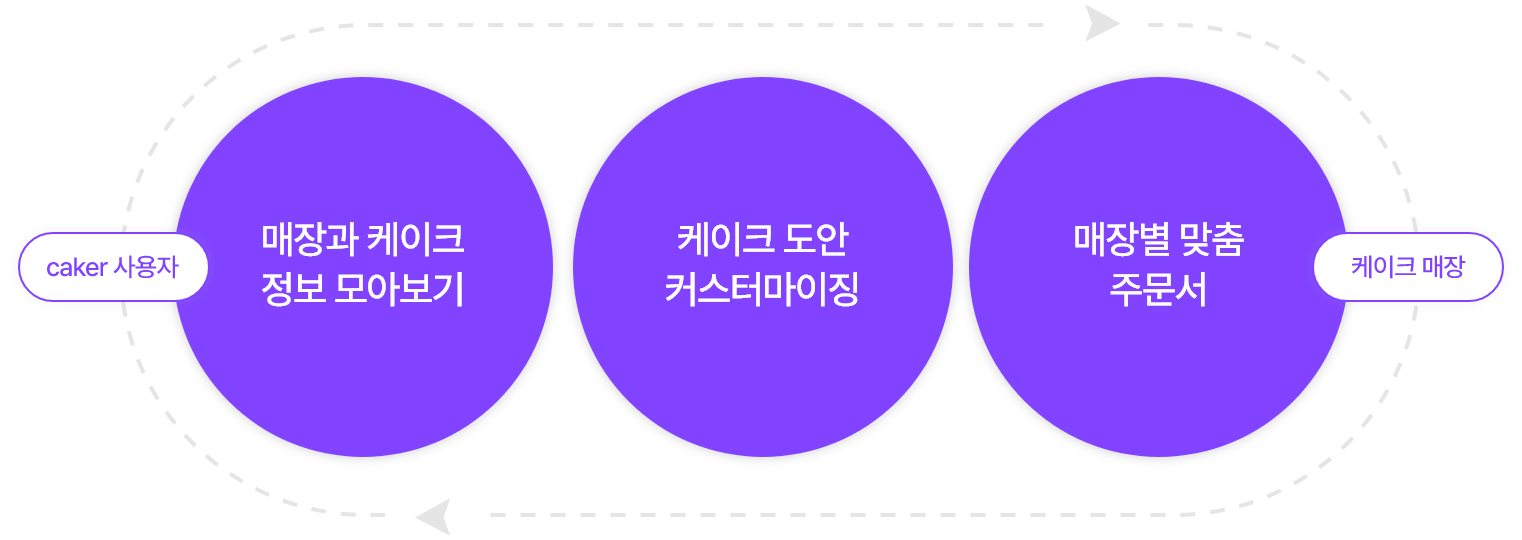 caker 사용자
매장과 케이크
정보 모아보기
케이크 도안
커스터마이징
매장별 맞춤
주문서
케이크 매장